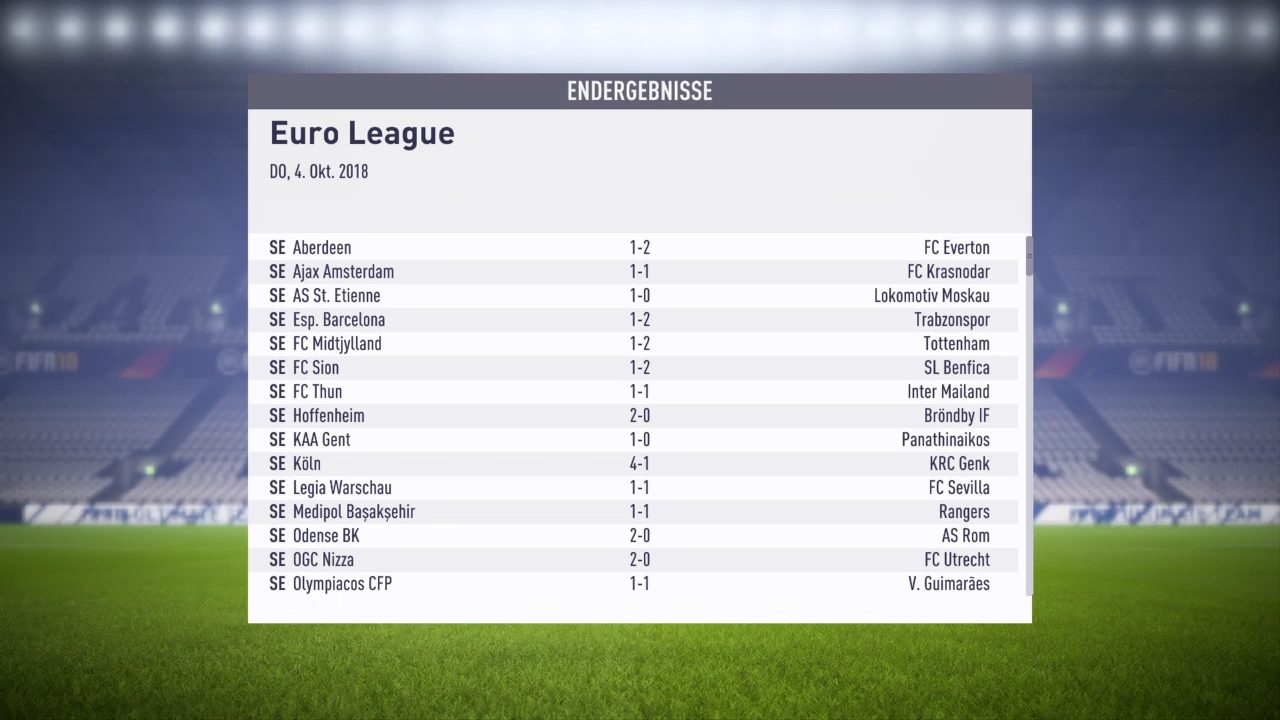 ENDERGEBNISSE
Euro League
DO, 4. Okt. 2018
SE Aberdeen 1-2 FC Everton
SE Ajax Amsterdam 1-1 FC Krasnodar
SE AS St. Etienne 1-0 Lokomotiv Moskau
SE Esp. Barcelona 1-2 Trabzonspor
SE FC Midtjylland 1-2 Tottenham
SE FC Sion 1-2 SL Benfica
SE FC Thun 1-1 Inter Mailand
SE Hoffenheim 2-0 Bröndby IF
SE KAA Gent 1-0 Panathinaikos
SE Köln 4-1 KRC Genk
SE Legia Warschau 1-1 FC Sevilla
SE Medipol Başakşehir 1-1 Rangers
SE Odense BK 2-0 AS Rom
SE OGC Nizza 2-0 FC Utrecht
SE Olympiacos CFP 1-1 V. Guimarães
FIFA 18
FIFA 18